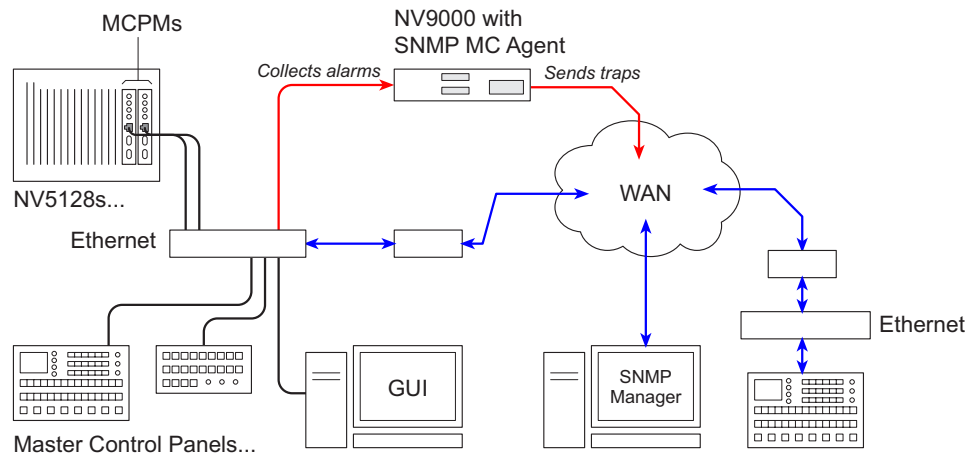 MCPMs
NV9000 with
SNMP MC Agent
Collects alarms
Sends traps
NV5128s...
WAN
Ethernet
Ethernet
GUI
SNMP
Manager
Master Control Panels...